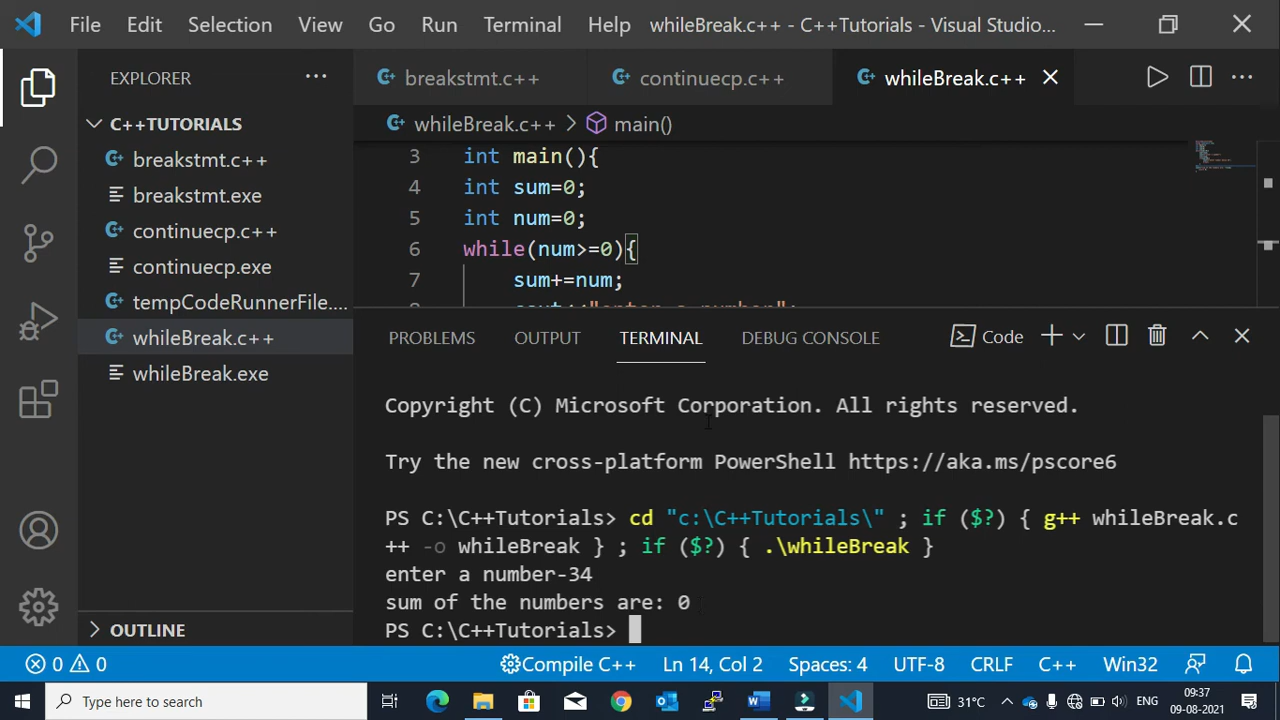 File Edit Selection View Go Run Terminal Help whileBreak.c++ - C++Tutorials - Visual Studio...
EXPLORER ...
breakstmt.c++ continuecp.c++ whileBreak.c++
C++TUTORIALS
breakstmt.c++
breakstmt.exe
continuecp.c++
continuecp.exe
tempCodeRunnerFile....
whileBreak.c++
whileBreak.exe
OUTLINE
whileBreak.c++ > main()
3 int main(){
4 int sum=0;
5 int num=0;
6 while(num>=0){
7 sum+=num;
PROBLEMS OUTPUT TERMINAL DEBUG CONSOLE Code
Copyright (C) Microsoft Corporation. All rights reserved.
Try the new cross-platform PowerShell https://aka.ms/pscore6
PS C:\C++Tutorials> cd "c:\C++Tutorials\" ; if ($?) { g++ whileBreak.c
++ -o whileBreak } ; if ($?) { .\whileBreak }
enter a number-34
sum of the numbers are: 0
PS C:\C++Tutorials>
0 0 Compile C++ Ln 14, Col 2 Spaces: 4 UTF-8 CRLF C++ Win32
Type here to search 31°C ENG 09:37
09-08-2021